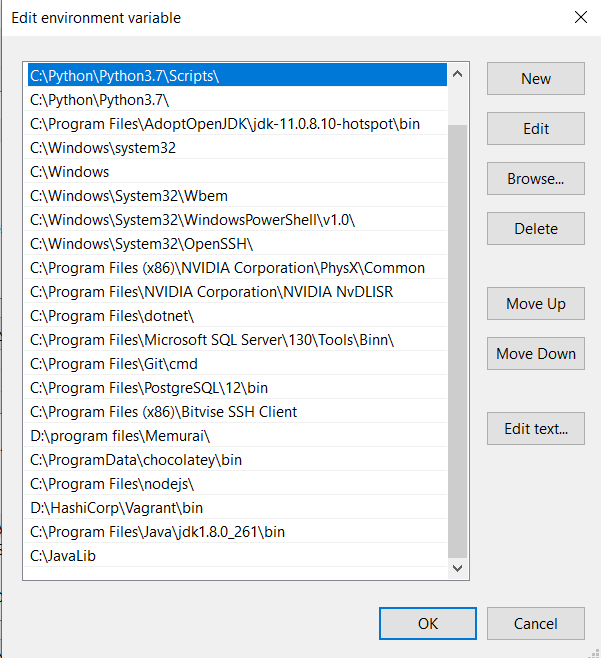 Edit environment variable
C:\Python\Python3.7\Scripts\
C:\Python\Python3.7\
C:\Program Files\AdoptOpenJDK\jdk-11.0.8.10-hotspot\bin
C:\Windows\system32
C:\Windows
C:\Windows\System32\Wbem
C:\Windows\System32\WindowsPowerShell\v1.0\
C:\Windows\System32\OpenSSH\
C:\Program Files (x86)\NVIDIA Corporation\PhysX\Common
C:\Program Files\NVIDIA Corporation\NVIDIA NvDLISR
C:\Program Files\dotnet\
C:\Program Files\Microsoft SQL Server\130\Tools\Binn\
C:\Program Files\Git\cmd
C:\Program Files\PostgreSQL\12\bin
C:\Program Files (x86)\Bitvise SSH Client
D:\program files\Memurai\
C:\ProgramData\chocolatey\bin
C:\Program Files\nodejs\
D:\HashiCorp\Vagrant\bin
C:\Program Files\Java\jdk1.8.0_261\bin
C:\JavaLib
New
Edit
Browse...
Delete
Move Up
Move Down
Edit text...
OK
Cancel